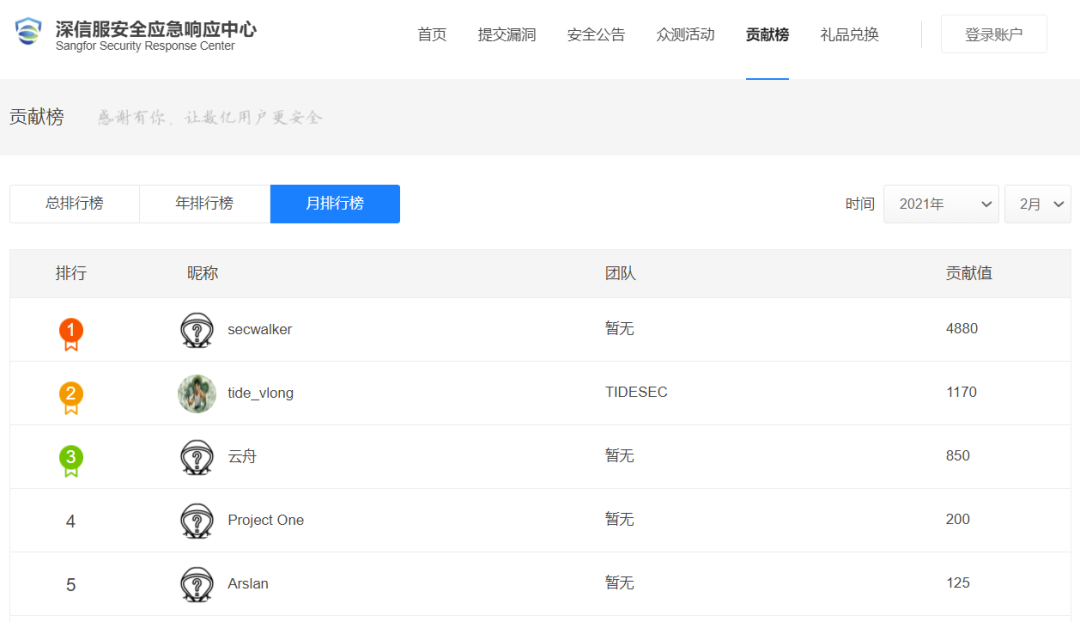 深信服安全应急响应中心
Sangfor Security Response Center
首页 提交漏洞 安全公告 众测活动 贡献榜 礼品兑换 登录账户
贡献榜 感谢有你,让数亿用户更安全
总排行榜 年排行榜 月排行榜 时间 2021年 2月
排行 昵称 团队 贡献值
1 secwalker 暂无 4880
2 tide_vlong TIDESEC 1170
3 云舟 暂无 850
4 Project One 暂无 200
5 Arslan 暂无 125